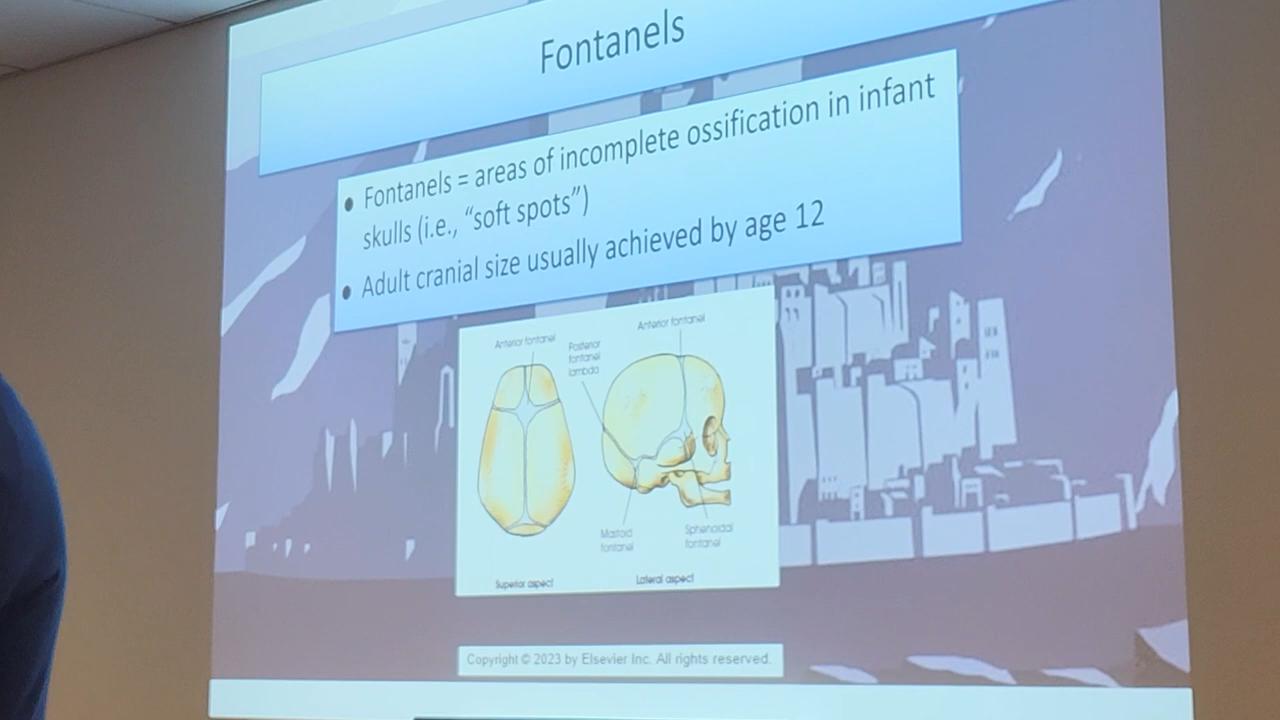 Fontanels
• Fontanels = areas of incomplete ossification in infant
skulls (i.e., “soft spots”)
• Adult cranial size usually achieved by age 12
Anterior fontanel
Posterior
fontanel
lambda
Anterior fontanel
Mastoid
fontanel
Sphenoidal
fontanel
Superior aspect
Lateral aspect
Copyright © 2023 by Elsevier Inc. All rights reserved.